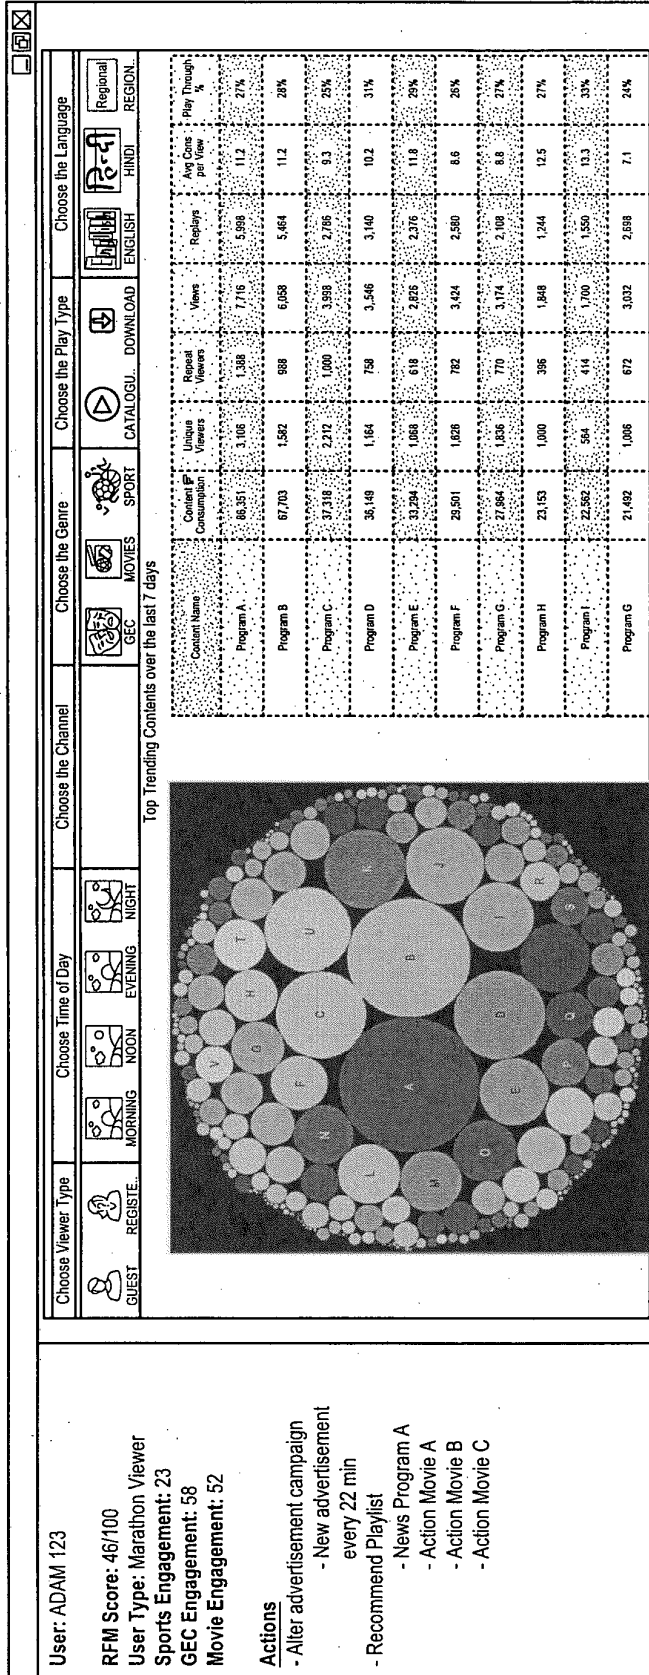 User: ADAM 123
RFM Score: 46/100
User Type: Marathon Viewer
Sports Engagement: 23
GEC Engagement: 58
Movie Engagement: 52
Actions
- Alter advertisement campaign
- New advertisement
every 22 min
- Recommend Playlist
- News Program A
- Action Movie A
- Action Movie B
- Action Movie C
Choose Viewer Type Choose Time of Day Choose the Channel Choose the Genre Choose the Play Type Choose the Language
हिन्दी Regional
GUEST REGISTE.. MORNING NOON EVENING NIGHT GEC MOVIES SPORT CATALOGU.. DOWNLOAD ENGLISH HINDI REGION.
Top Trending Contents over the last 7 days
Content Name Content Consumption Unique Viewers Repeat Viewers Views Replays Avg Cons per View Play Through %
Program A 86,351 3,106 1,388 7,716 5,998 11.2 27%
Program B 67,703 1,582 988 6,058 5,464 11.2 28%
Program C 37,318 2,212 1,000 3,998 2,786 9.3 25%
Program D 36,149 1,164 758 3,546 3,140 10.2 31%
Program E 33,294 1,068 618 2,826 2,376 11.8 29%
Program F 29,501 1,626 782 3,424 2,580 8.6 26%
Program G 27,984 1,836 770 3,174 2,108 8.8 27%
Program H 23,153 1,000 396 1,848 1,244 12.5 27%
Program I 22,562 564 414 1,700 1,550 13.3 33%
Program G 21,492 1,006 672 3,032 2,698 7.1 24%
V G H T
F C U K
N A B J
L
M E D I R
O P Q S